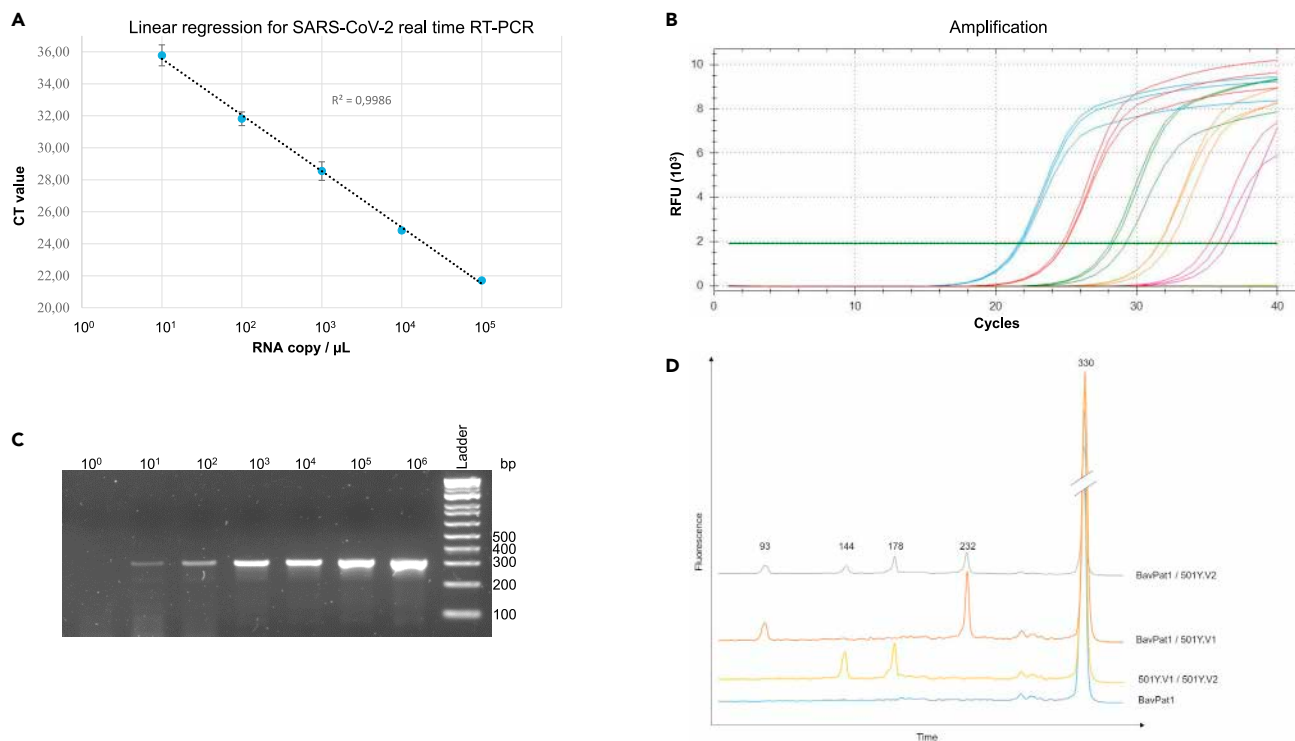 A
Linear regression for SARS-CoV-2 real time RT-PCR
36,00
34,00
32,00
30,00
28,00
26,00
24,00
22,00
20,00
CT value
R² = 0,9986
10⁰ 10¹ 10² 10³ 10⁴ 10⁵
RNA copy / µL
B
Amplification
10
8
6
4
2
0
RFU (10³)
0 10 20 30 40
Cycles
C
10⁰ 10¹ 10² 10³ 10⁴ 10⁵ 10⁶ Ladder bp
500
400
300
200
100
D
330
93 144 178 232
Fluorescence
BavPat1 / 501Y.V2
BavPat1 / 501Y.V1
501Y.V1 / 501Y.V2
BavPat1
Time